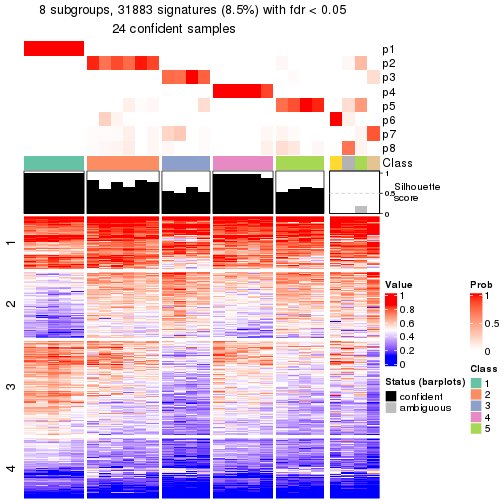 8 subgroups, 31883 signatures (8.5%) with fdr < 0.05
24 confident samples
p1
p2
p3
p4
p5
p6
p7
p8
Class
1
0.5
0
Silhouette
score
1
2
3
4
Value
1
0.8
0.6
0.4
0.2
0
Status (barplots)
confident
ambiguous
Prob
1
0.5
0
Class
1
2
3
4
5